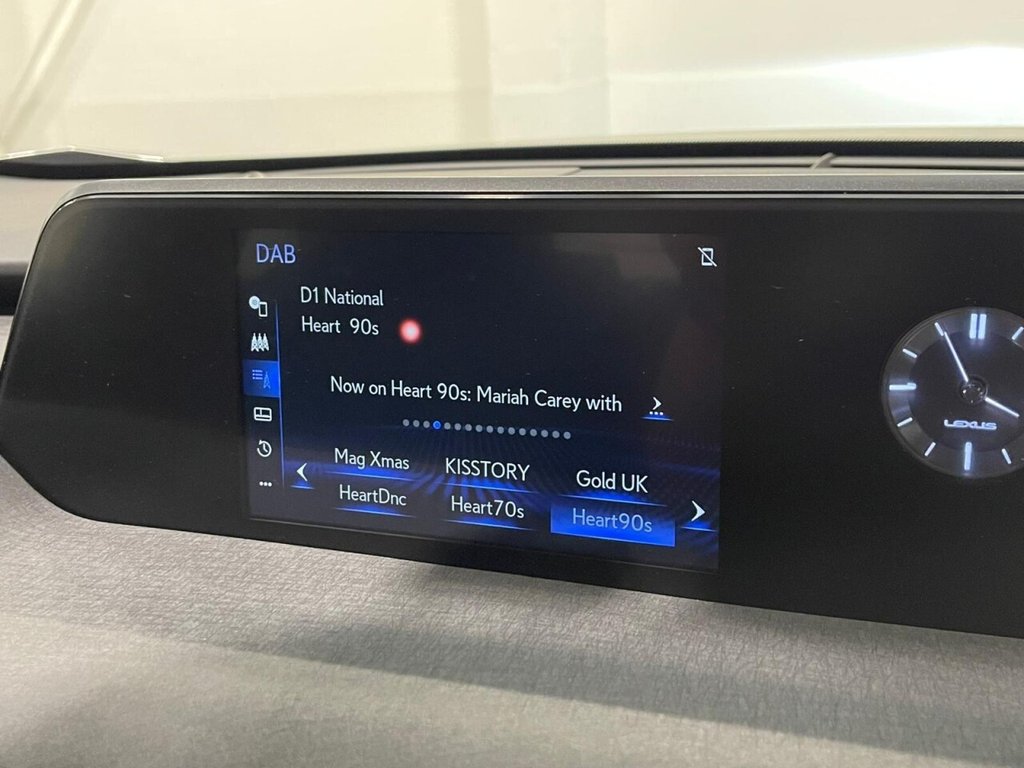 DAB
D1 National
Heart 90s
Now on Heart 90s: Mariah Carey with
Mag Xmas KISSTORY Gold UK
HeartDnc Heart70s Heart90s
LEXUS